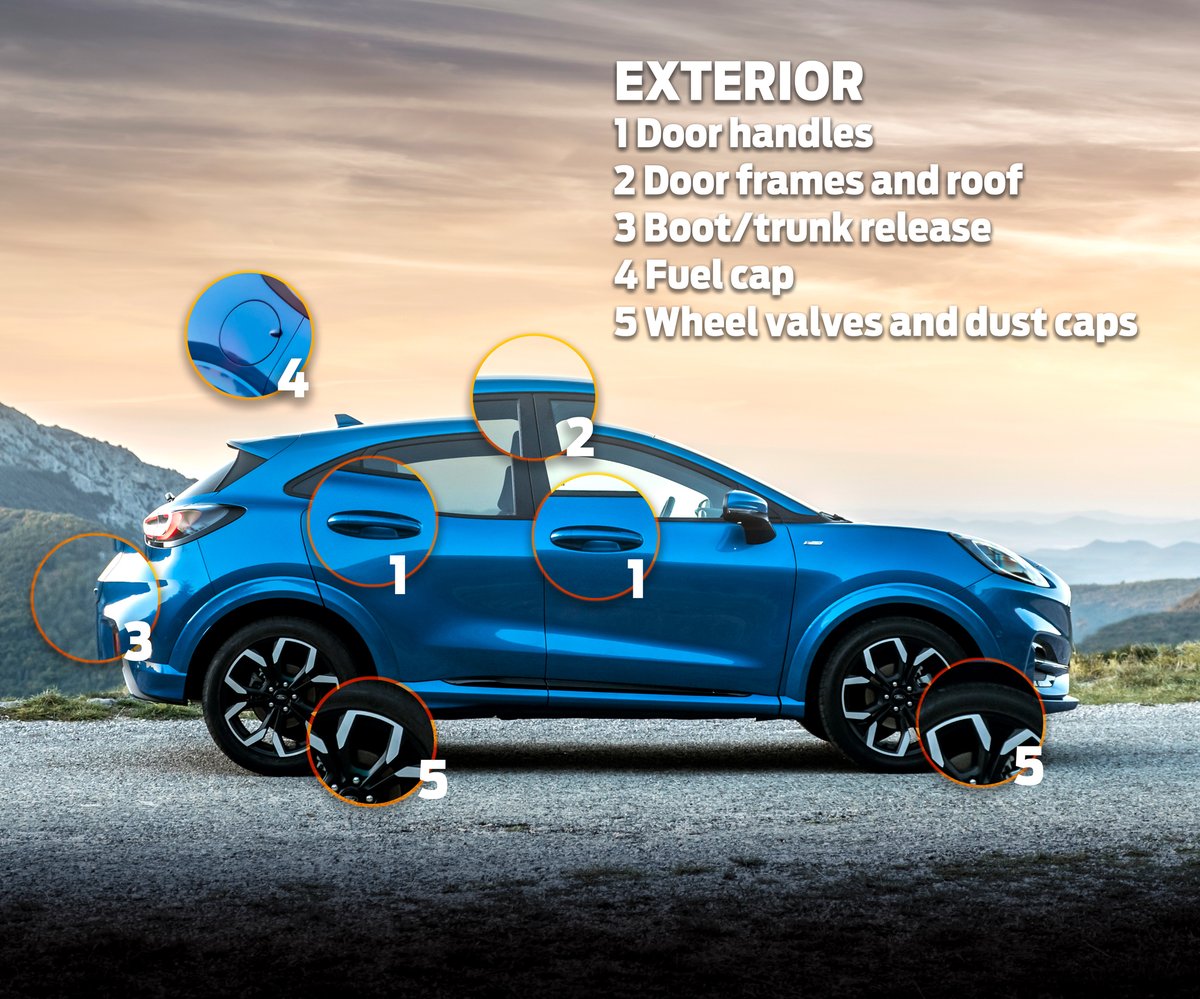 EXTERIOR
1 Door handles
2 Door frames and roof
3 Boot/trunk release
4 Fuel cap
5 Wheel valves and dust caps
4
2
1
1
3
5
5